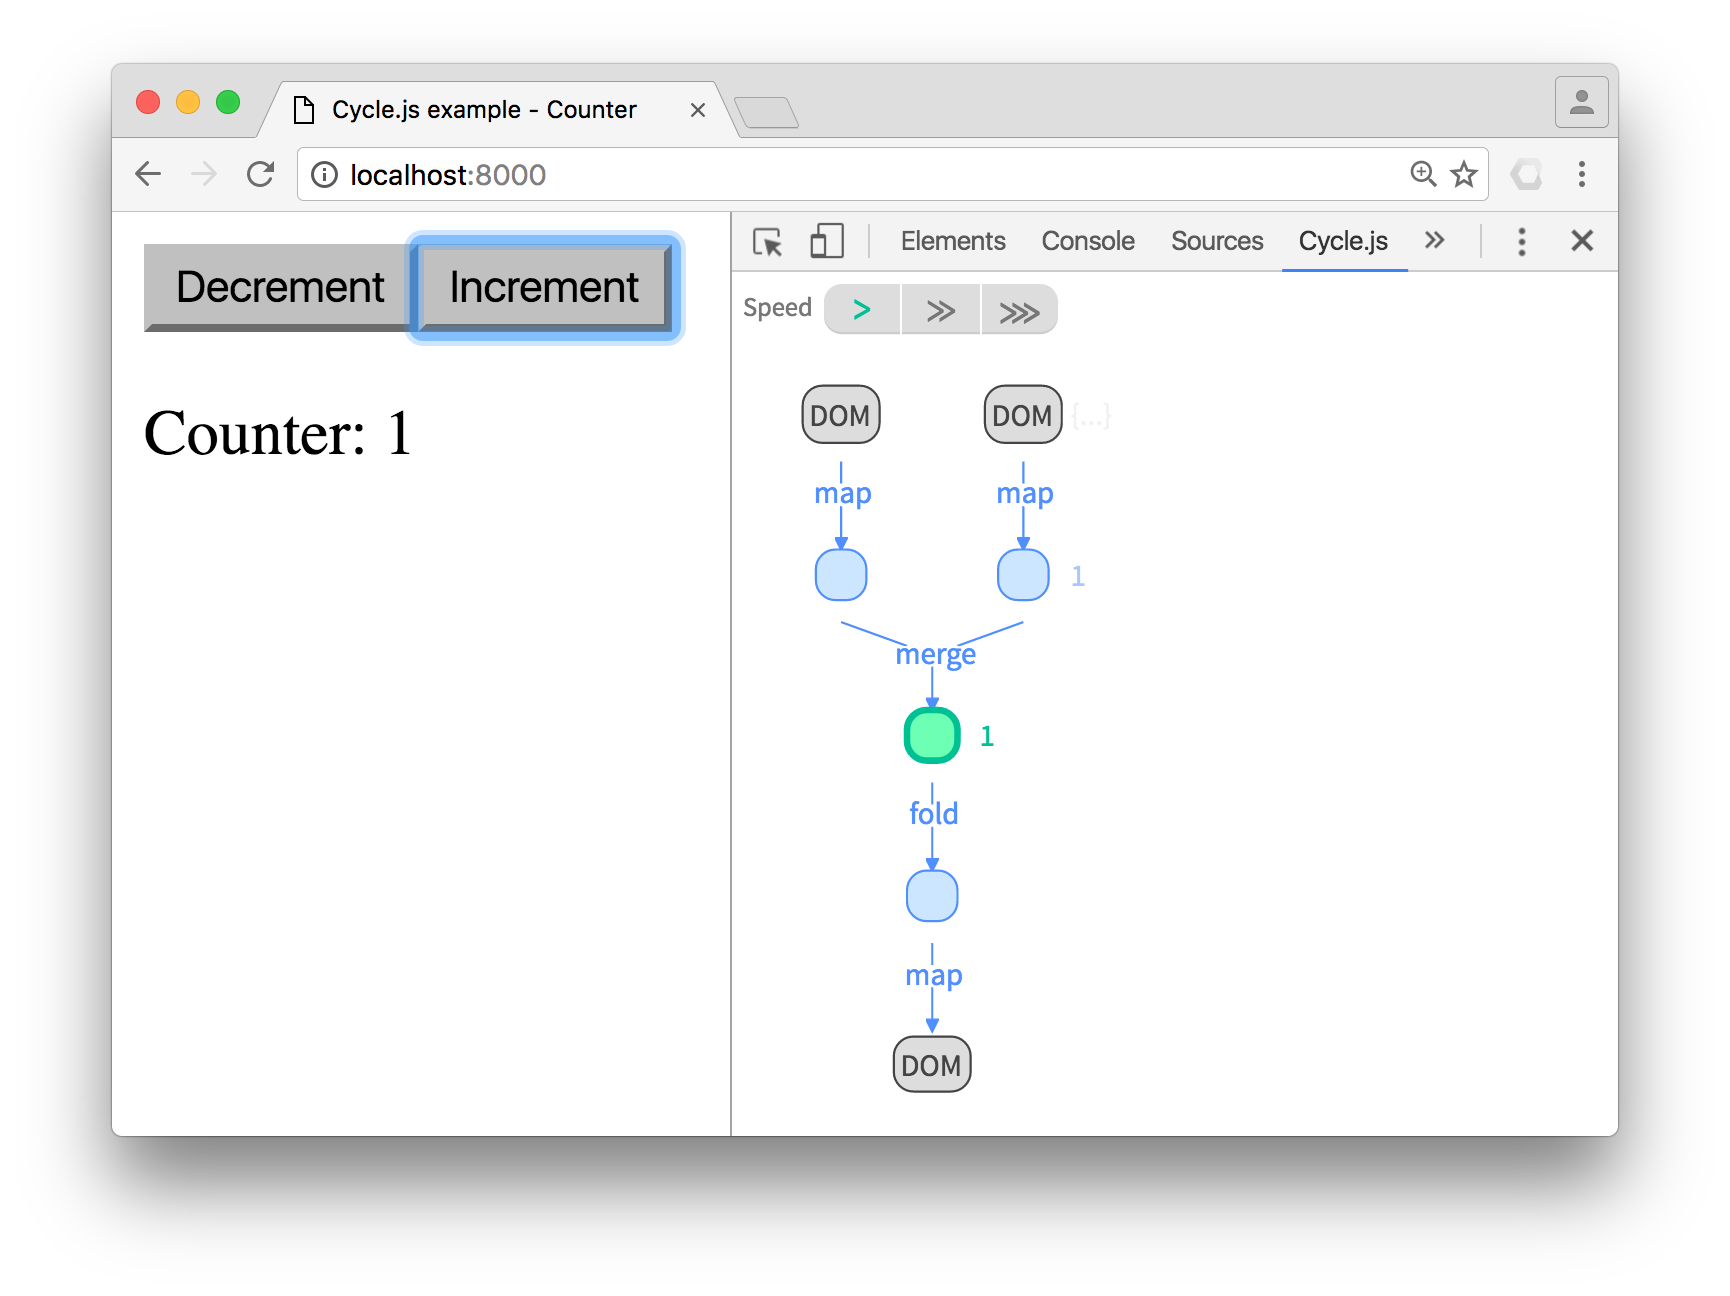 Cycle.js example - Counter
localhost:8000
Decrement Increment
Counter: 1
Elements Console Sources Cycle.js
Speed > >> >>>
DOM DOM {...}
map map
1
merge
1
fold
map
DOM